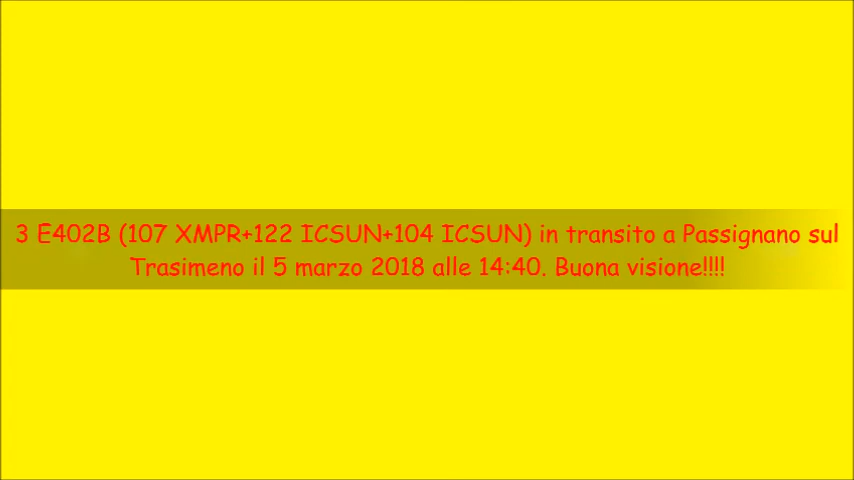 3 E402B (107 XMPR+122 ICSUN+104 ICSUN) in transito a Passignano sul
Trasimeno il 5 marzo 2018 alle 14:40. Buona visione!!!!